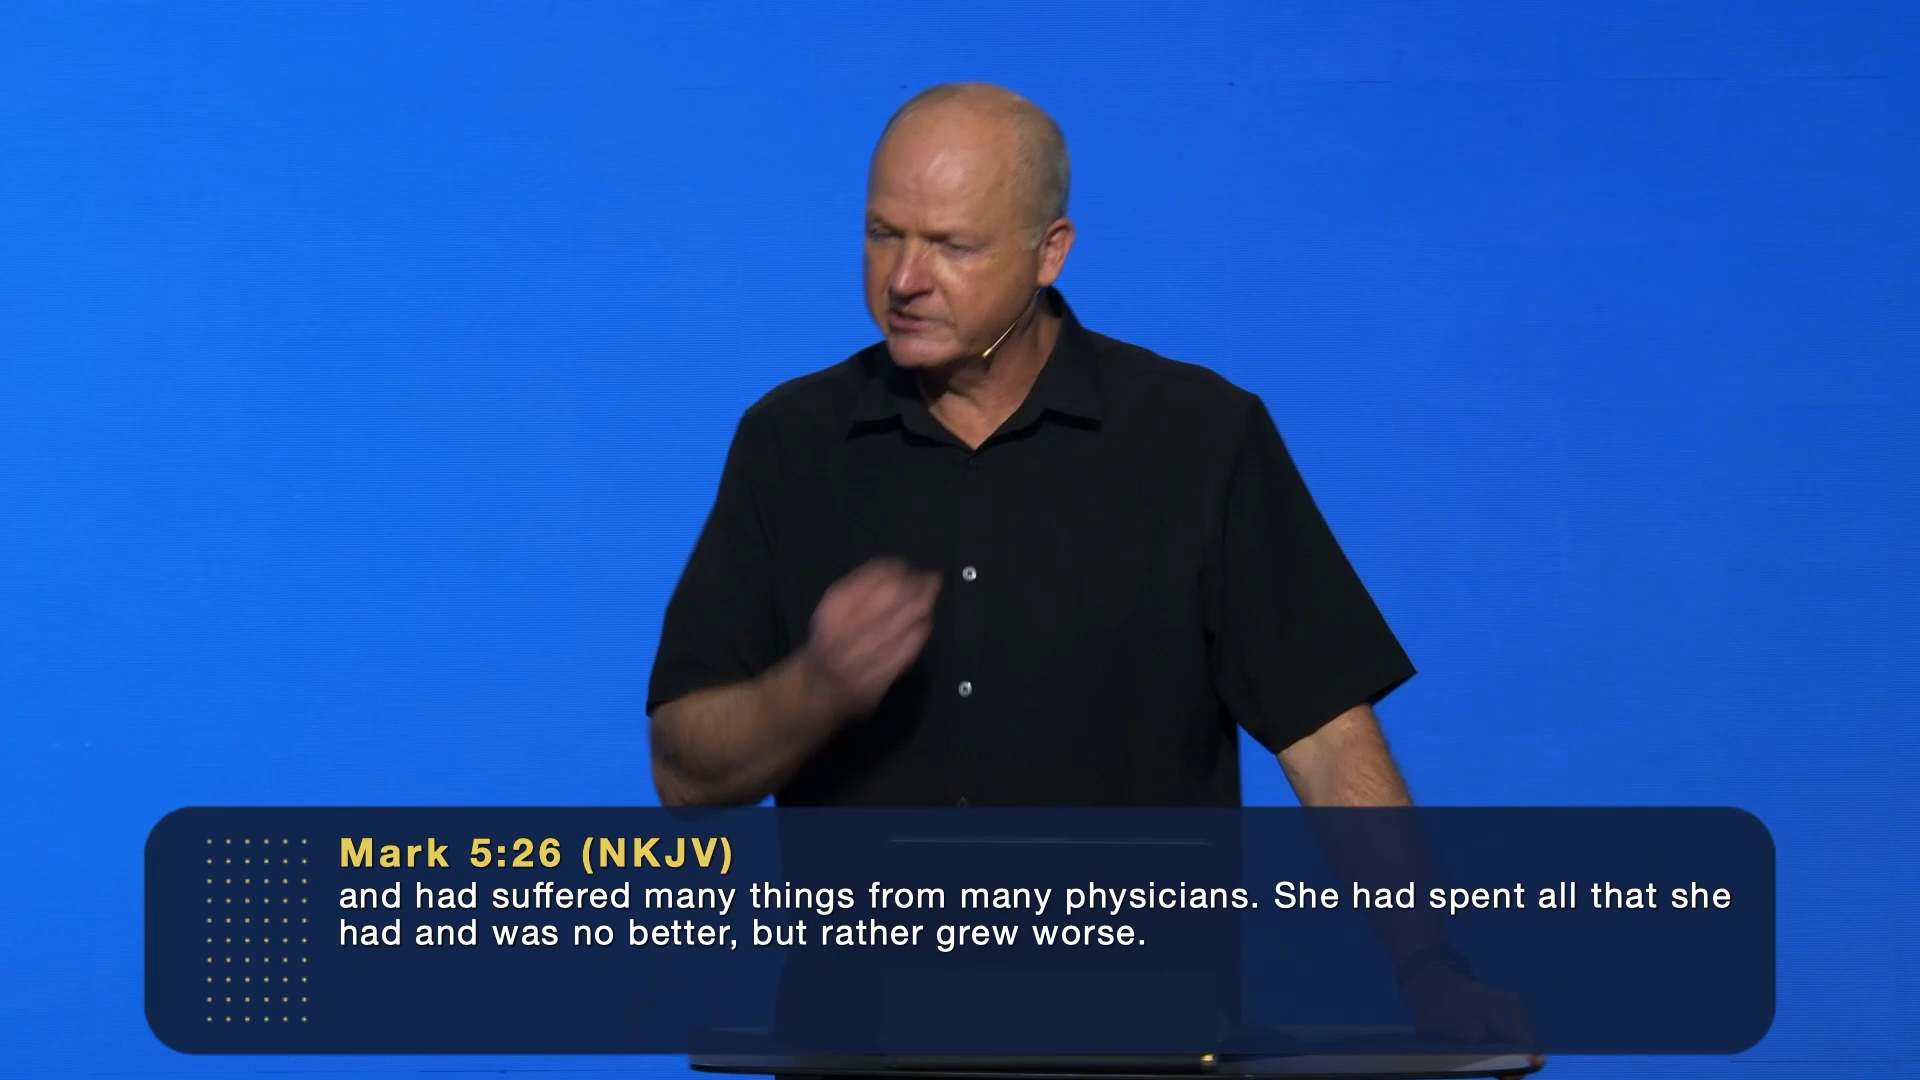 Mark 5:26 (NKJV)
and had suffered many things from many physicians. She had spent all that she
had and was no better, but rather grew worse.